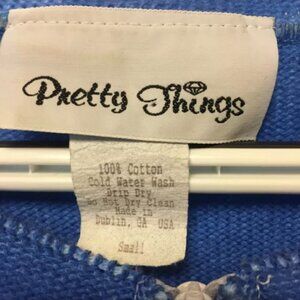 Pretty Things
100% Cotton
Cold Water Wash
Drip Dry
Do Not Dry Clean
Made in
Dublin, GA USA
Small